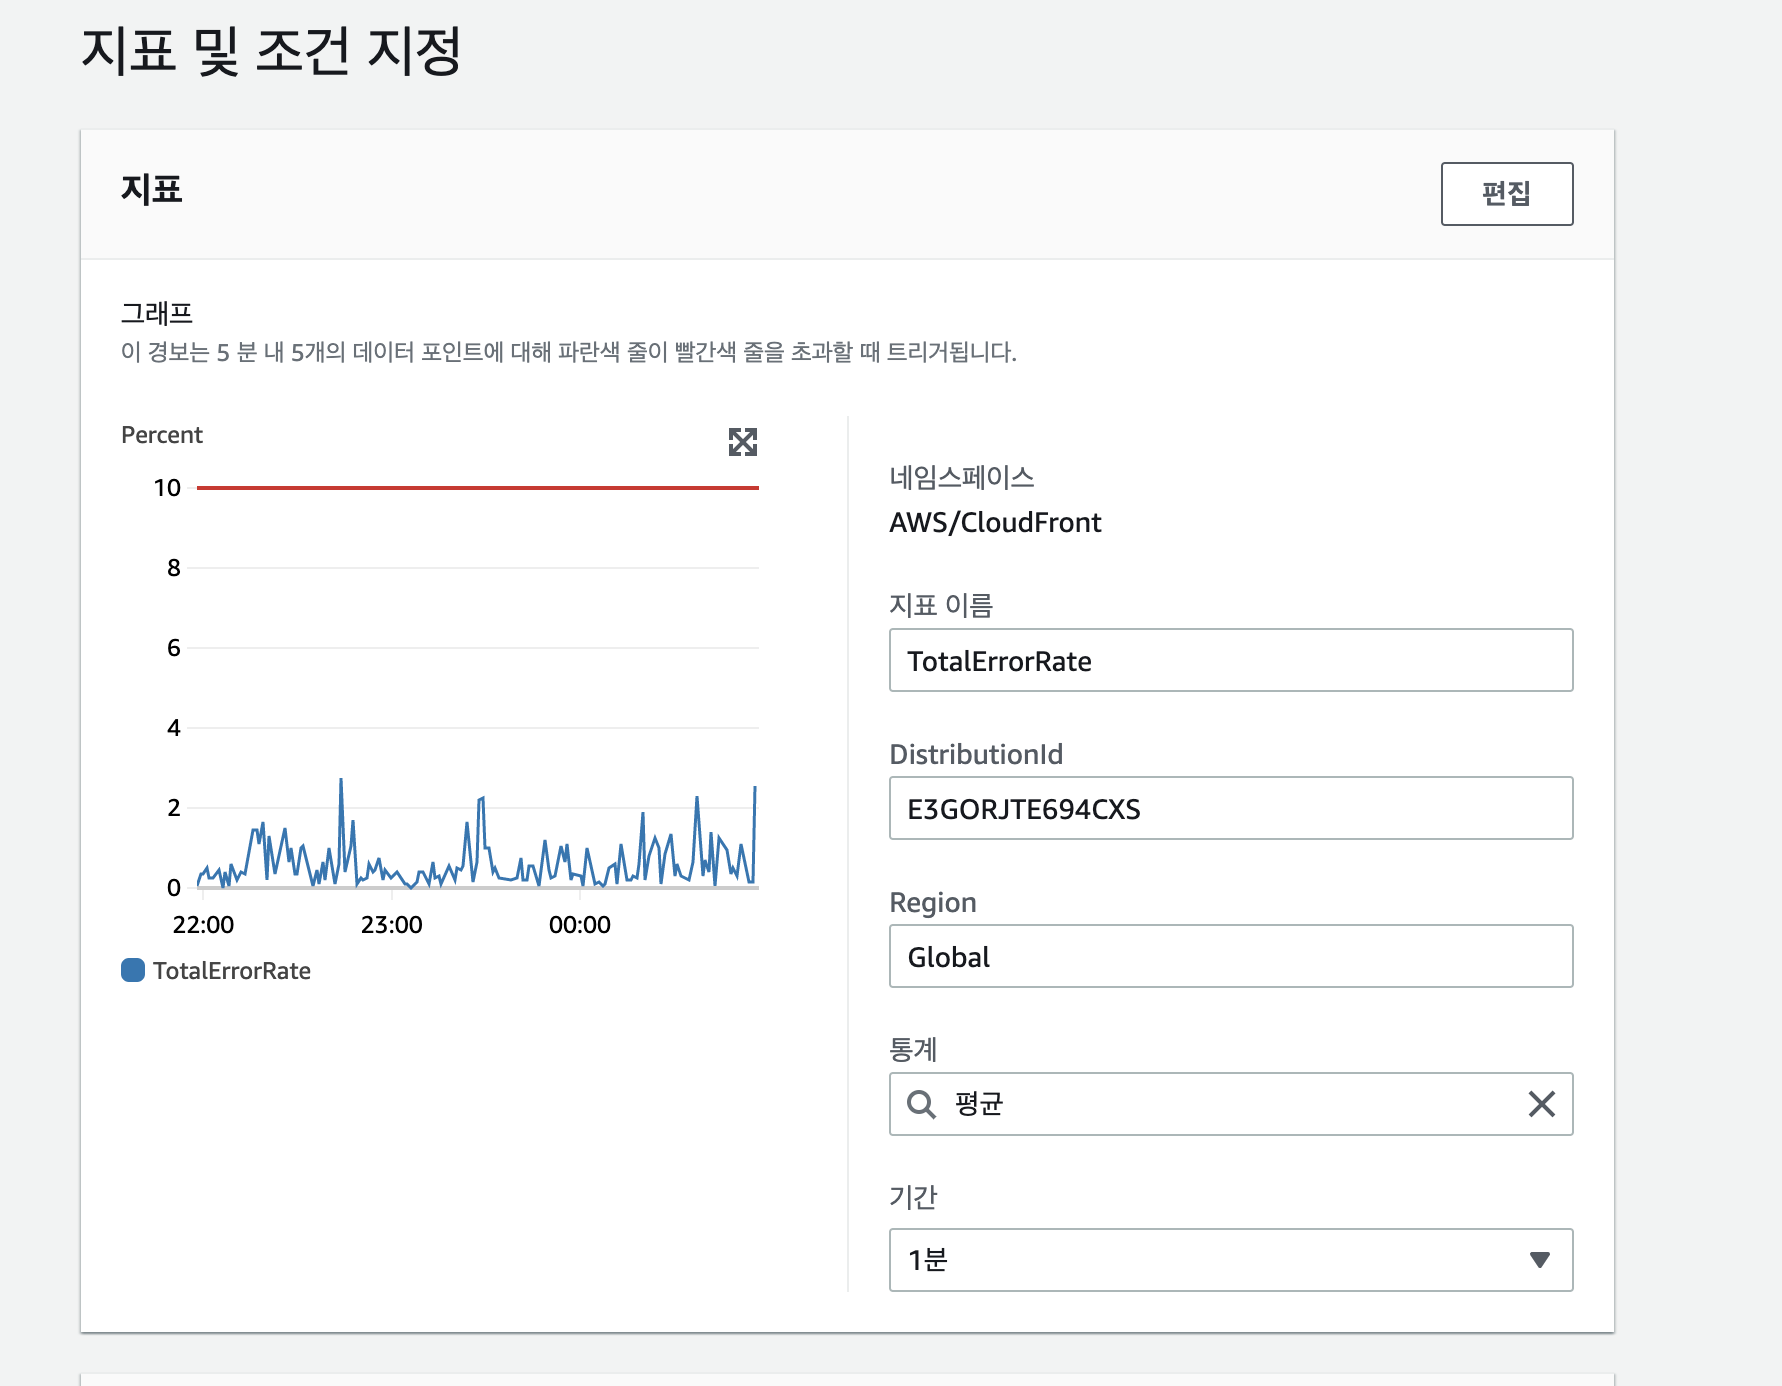 지표 및 조건 지정
지표
편집
그래프
이 경보는 5 분 내 5개의 데이터 포인트에 대해 파란색 줄이 빨간색 줄을 초과할 때 트리거됩니다.
Percent
10
8
6
4
2
0
22:00 23:00 00:00
TotalErrorRate
네임스페이스
AWS/CloudFront
지표 이름
TotalErrorRate
DistributionId
E3GORJTE694CXS
Region
Global
통계
평균
기간
1분